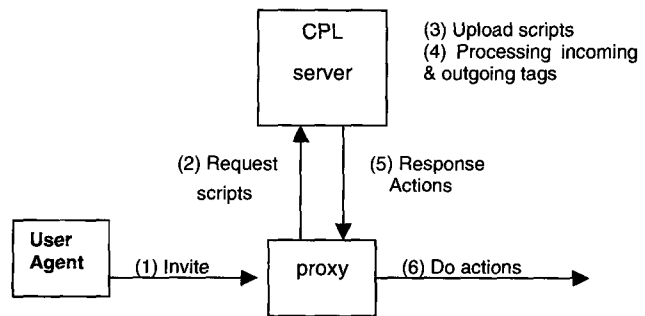 CPL
server
(3) Upload scripts
(4) Processing incoming
& outgoing tags
(2) Request
scripts
(5) Response
Actions
User
Agent
(1) Invite
proxy
(6) Do actions